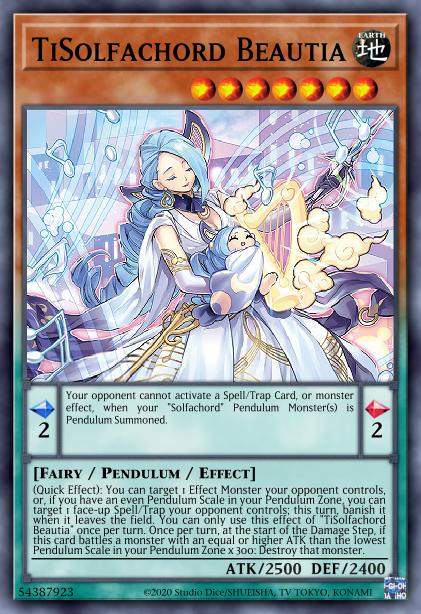 TiSolfachord Beautia
EARTH
地
Your opponent cannot activate a Spell/Trap Card, or monster
effect, when your "Solfachord" Pendulum Monster(s) is
Pendulum Summoned.
2
2
[Fairy / Pendulum / Effect]
(Quick Effect): You can target 1 Effect Monster your opponent controls,
or, if you have an even Pendulum Scale in your Pendulum Zone, you can
target 1 face-up Spell/Trap your opponent controls; this turn, banish it
when it leaves the field. You can only use this effect of "TiSolfachord
Beautia" once per turn. Once per turn, at the start of the Damage Step, if
this card battles a monster with an equal or higher ATK than the lowest
Pendulum Scale in your Pendulum Zone x 300: Destroy that monster.
ATK/2500 DEF/2400
54387923
©2020 Studio Dice/SHUEISHA, TV TOKYO, KONAMI